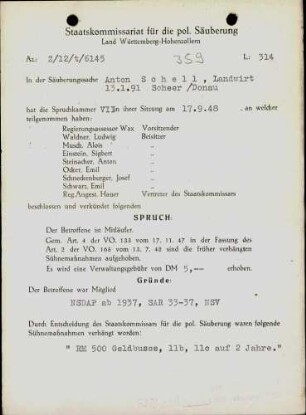 Staatskommissariat für die pol. Säuberung
Land Württemberg-Hohenzollern
Az: 2/12/1/6145 359 L: 314
In der Säuberungssache Anton Schell, Landwirt
13.1.91 Scheer/Donau
hat die Spruchkammer VII in ihrer Sitzung am 17.9.48 an welcher
teilgenommen haben:
Regierungsassessor Vorsitzender
Waldner, Ludwig Beisitzer
Musch, Alois "
Einstein, Sigbert "
Steinacher, Anton "
Odter, Emil "
Schneckenburger, Josef "
Schwarz, Emil "
Reg.Angest. Hauer Vertreter des Staatskommissars
beschlossen und verkündet folgenden
SPRUCH:
Der Betroffene ist Mitläufer.
Gem. Art. 4 der VO. 133 vom 17. 11. 47 in der Fassung des
Art. 2 der VO. 165 vom 13. 7. 48 sind die früher verhängten
Sühnemaßnahmen aufgehoben.
Es wird eine Verwaltungsgebühr von DM 5,-- erhoben.
Gründe:
Der Betroffene war Mitglied
NSDAP ab 1937, SAR 33-37, NSV
Durch Entscheidung des Staatskommissars für die pol. Säuberung waren folgende
Sühnemaßnahmen verhängt worden:
" RM 500 Geldbusse, 11b, 11c auf 2 Jahre."